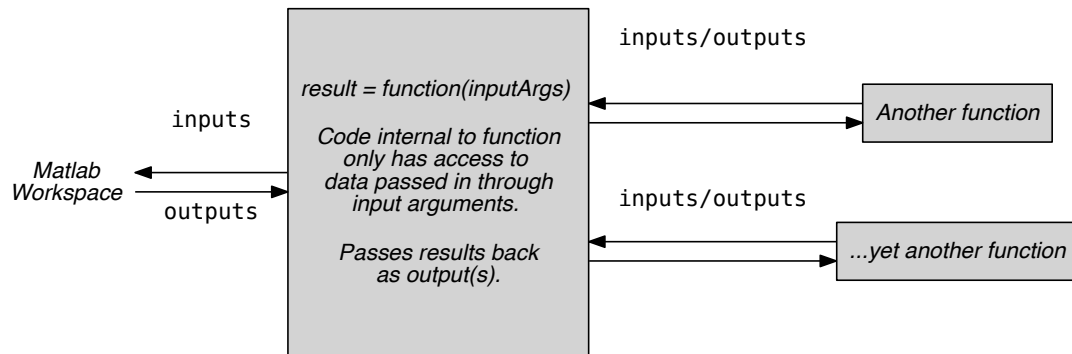 inputs
Matlab
Workspace
outputs
result = function(inputArgs)
Code internal to function
only has access to
data passed in through
input arguments.
Passes results back
as output(s).
inputs/outputs
Another function
inputs/outputs
...yet another function